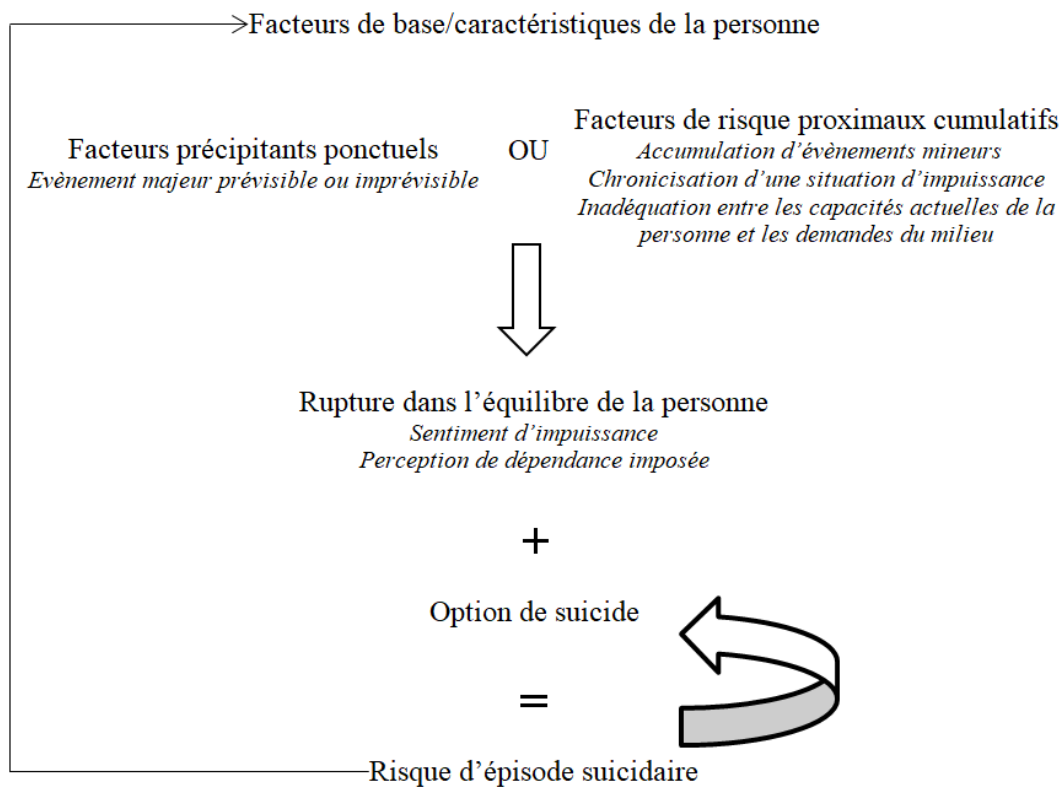 Facteurs de base/caractéristiques de la personne
Facteurs précipitants ponctuels
Evènement majeur prévisible ou imprévisible
OU
Facteurs de risque proximaux cumulatifs
Accumulation d’évènements mineurs
Chronicisation d’une situation d’impuissance
Inadéquation entre les capacités actuelles de la
personne et les demandes du milieu
Rupture dans l’équilibre de la personne
Sentiment d’impuissance
Perception de dépendance imposée
+
Option de suicide
=
Risque d’épisode suicidaire